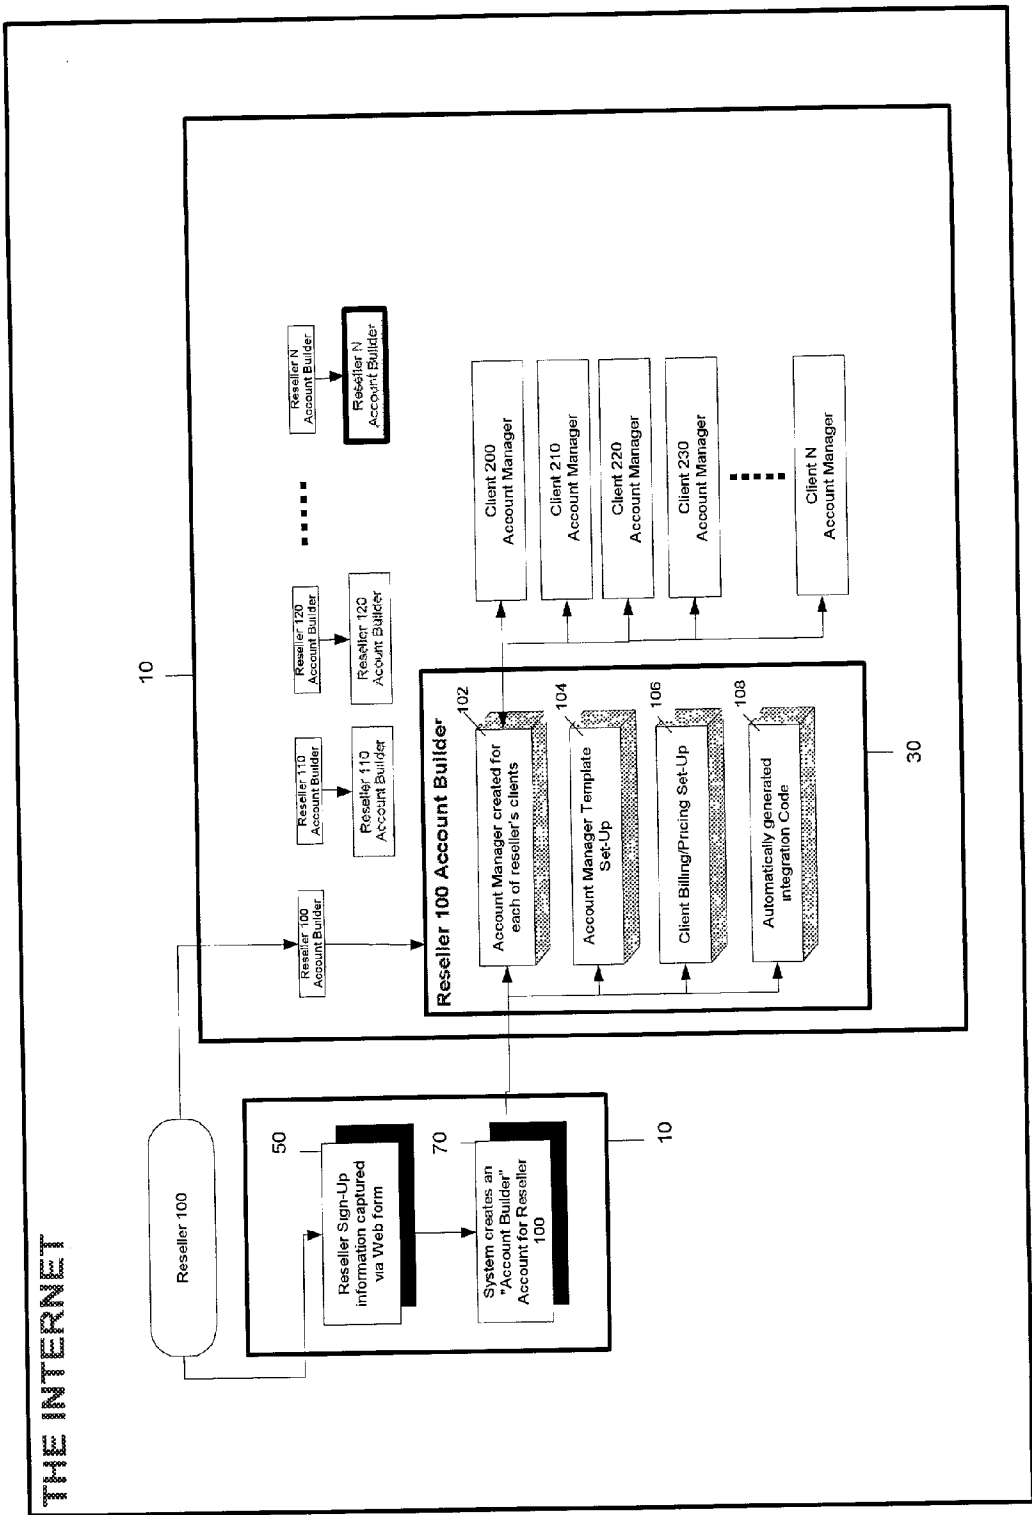 THE INTERNET
Reseller 100
50
Reseller Sign-Up
information captured
via Web form
70
System creates an
"Account Builder"
Account for Reseller
100
10
10
Reseller 100
Account Builder
Reseller 110
Account Builder
Reseller 110
Account Builder
Reseller 120
Account Builder
Reseller 120
Acount Builder
Reseller N
Account Builder
Reseller N
Account Builder
Reseller 100 Account Builder
102
Account Manager created for
each of reseller's clients
104
Account Manager Template
Set-Up
106
Client Billing/Pricing Set-Up
108
Automatically generated
integration Code
30
Client 200
Account Manager
Client 210
Account Manager
Client 220
Account Manager
Client 230
Account Manager
Client N
Account Manager